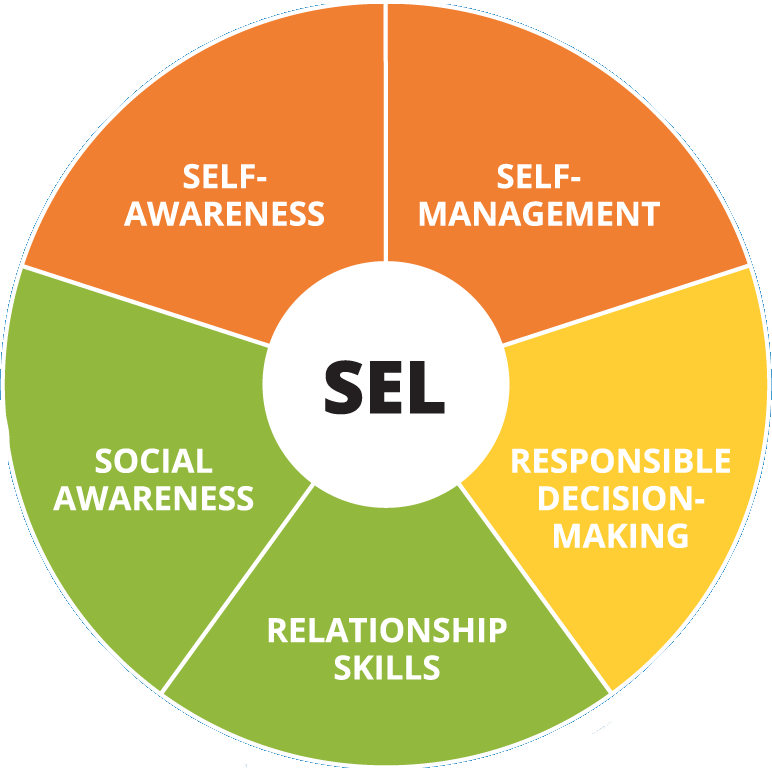 SELF-
AWARENESS
SELF-
MANAGEMENT
SEL
SOCIAL
AWARENESS
RESPONSIBLE
DECISION-
MAKING
RELATIONSHIP
SKILLS